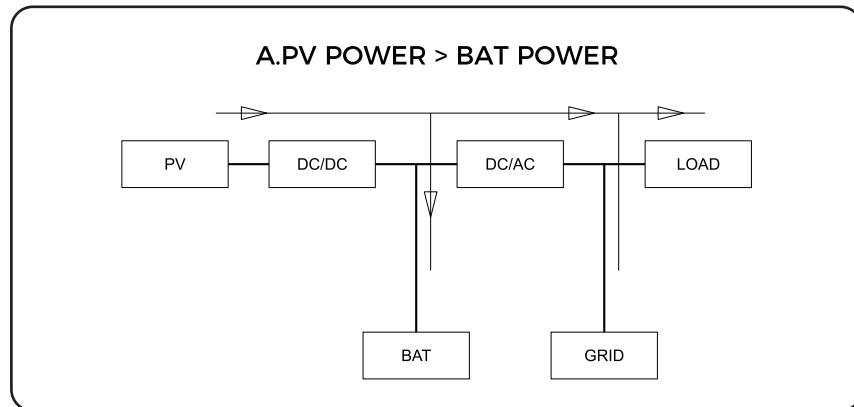 A.PV POWER > BAT POWER
PV
DC/DC
DC/AC
LOAD
BAT
GRID